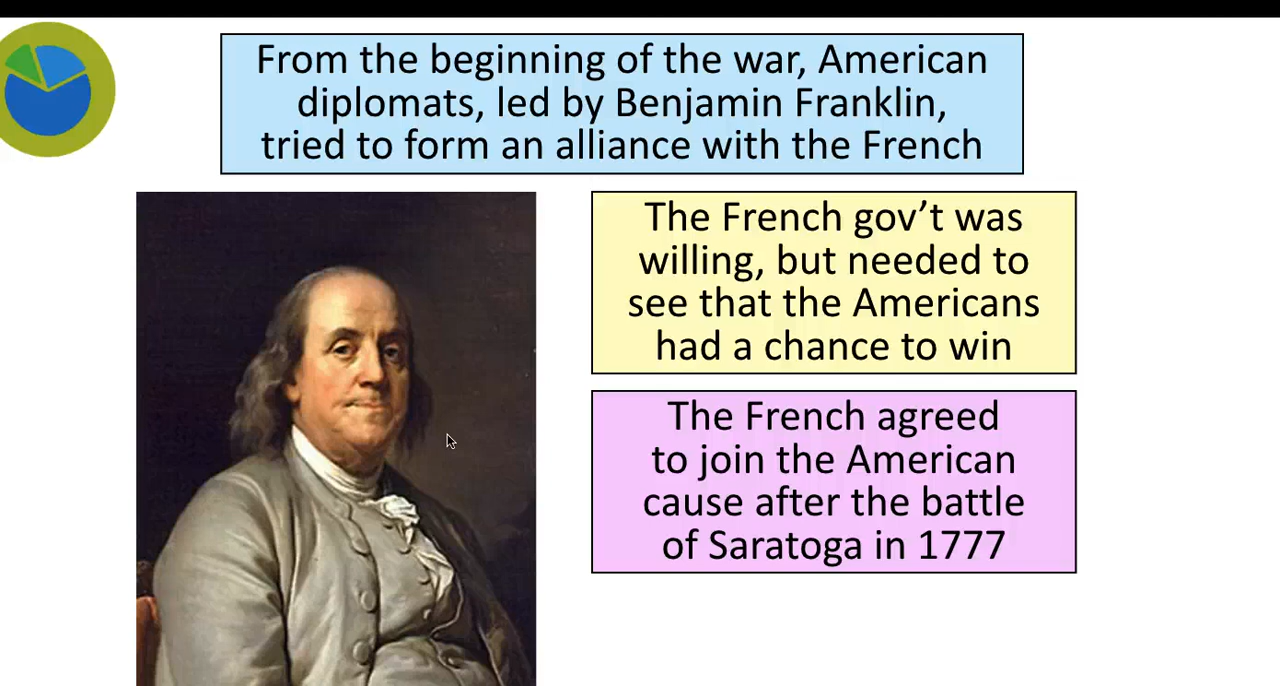 From the beginning of the war, American
diplomats, led by Benjamin Franklin,
tried to form an alliance with the French
The French gov’t was
willing, but needed to
see that the Americans
had a chance to win
The French agreed
to join the American
cause after the battle
of Saratoga in 1777